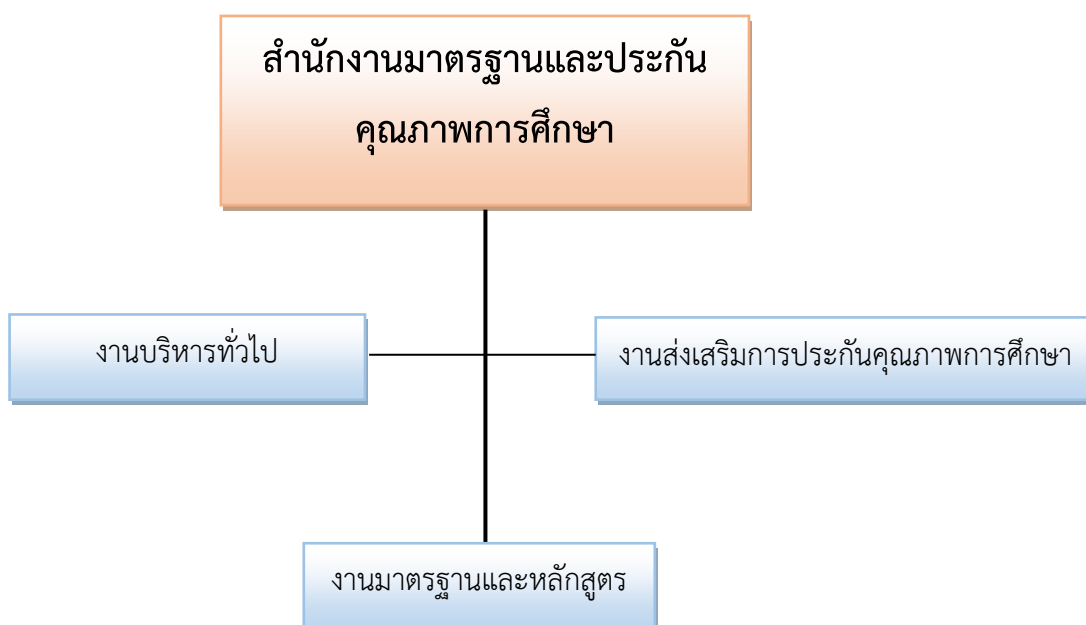 สำนักงานมาตรฐานและประกัน
คุณภาพการศึกษา
งานบริหารทั่วไป
งานส่งเสริมการประกันคุณภาพการศึกษา
งานมาตรฐานและหลักสูตร